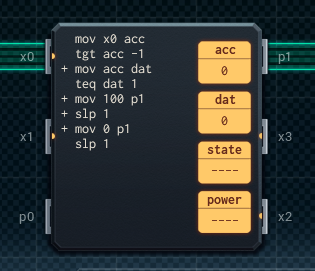 mov x0 acc
tgt acc -1
+ mov acc dat
teq dat 1
+ mov 100 p1
+ slp 1
+ mov 0 p1
slp 1
acc
0
dat
0
state
----
power
----
x0
x1
p0
p1
x3
x2